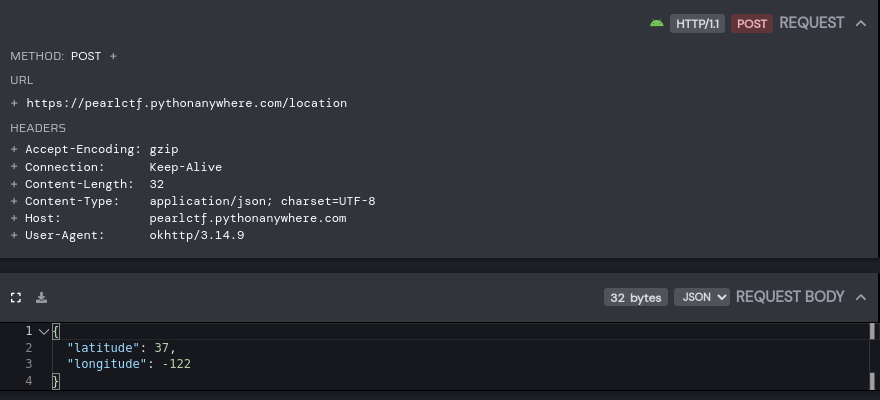 HTTP/1.1 POST REQUEST
METHOD: POST +
URL
+ https://pearlctf.pythonanywhere.com/location
HEADERS
+ Accept-Encoding: gzip
+ Connection: Keep-Alive
+ Content-Length: 32
+ Content-Type: application/json; charset=UTF-8
+ Host: pearlctf.pythonanywhere.com
+ User-Agent: okhttp/3.14.9
32 bytes JSON REQUEST BODY
1 {
2 "latitude": 37,
3 "longitude": -122
4 }